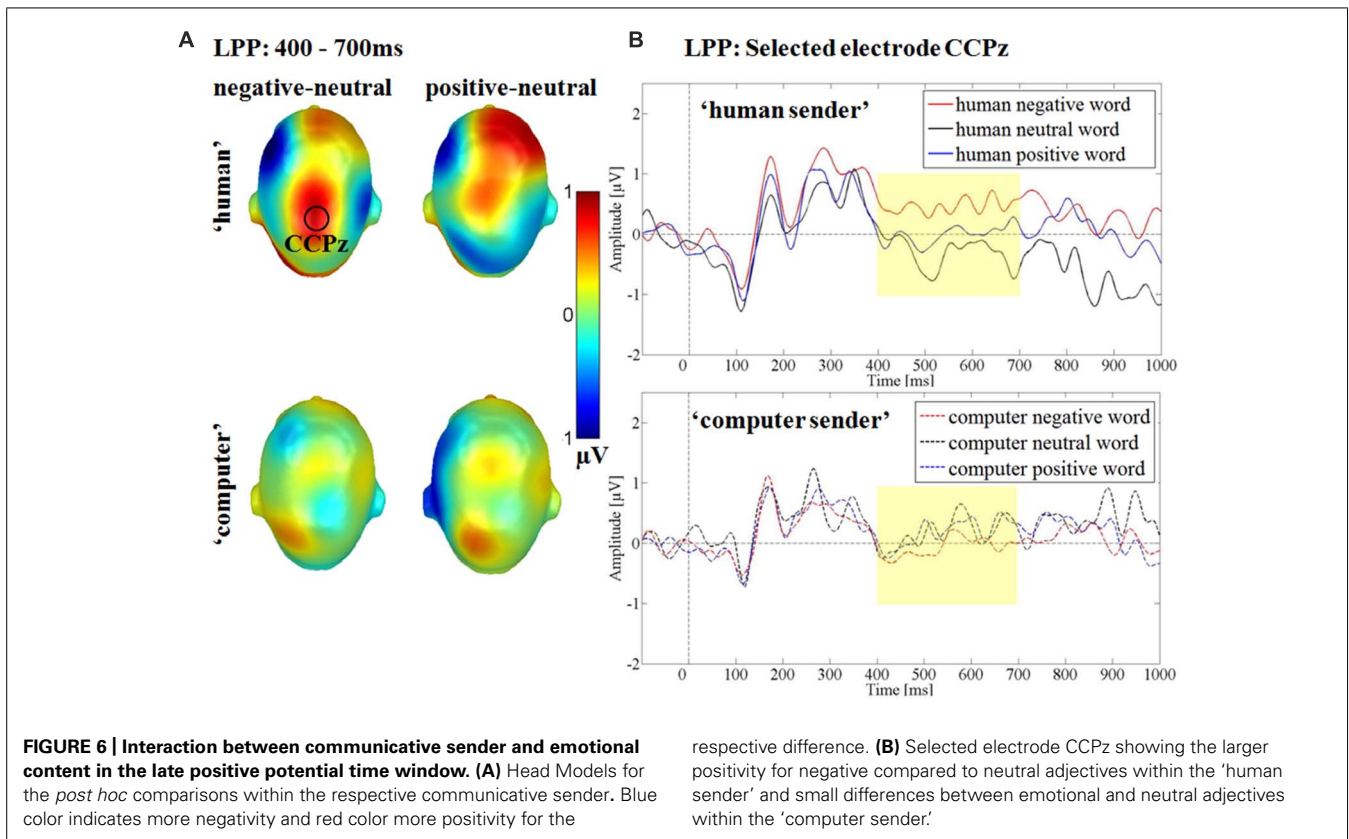 A LPP: 400 - 700ms
negative-neutral positive-neutral
'human'
CCPz
1
0
1
µV
'computer'
B LPP: Selected electrode CCPz
'human sender'
human negative word
human neutral word
human positive word
Amplitude [µV]
2
1
0
-1
-2
0 100 200 300 400 500 600 700 800 900 1000
Time [ms]
'computer sender'
computer negative word
computer neutral word
computer positive word
Amplitude [µV]
2
1
0
-1
-2
0 100 200 300 400 500 600 700 800 900 1000
Time [ms]
FIGURE 6 | Interaction between communicative sender and emotional
content in the late positive potential time window. (A) Head Models for
the post hoc comparisons within the respective communicative sender. Blue
color indicates more negativity and red color more positivity for the
respective difference. (B) Selected electrode CCPz showing the larger
positivity for negative compared to neutral adjectives within the 'human
sender' and small differences between emotional and neutral adjectives
within the 'computer sender.'